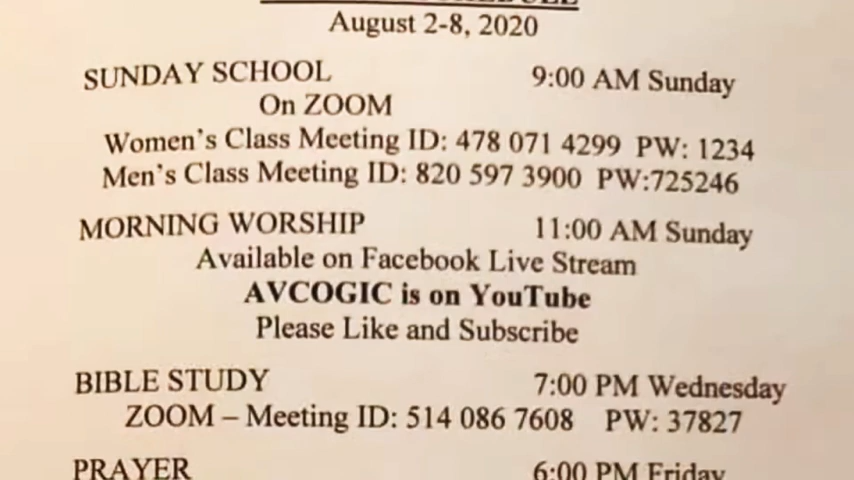 August 2-8, 2020
SUNDAY SCHOOL 9:00 AM Sunday
On ZOOM
Women's Class Meeting ID: 478 071 4299 PW: 1234
Men's Class Meeting ID: 820 597 3900 PW:725246
MORNING WORSHIP 11:00 AM Sunday
Available on Facebook Live Stream
AVCOGIC is on YouTube
Please Like and Subscribe
BIBLE STUDY 7:00 PM Wednesday
ZOOM – Meeting ID: 514 086 7608 PW: 37827
PRAYER 6:00 PM Friday